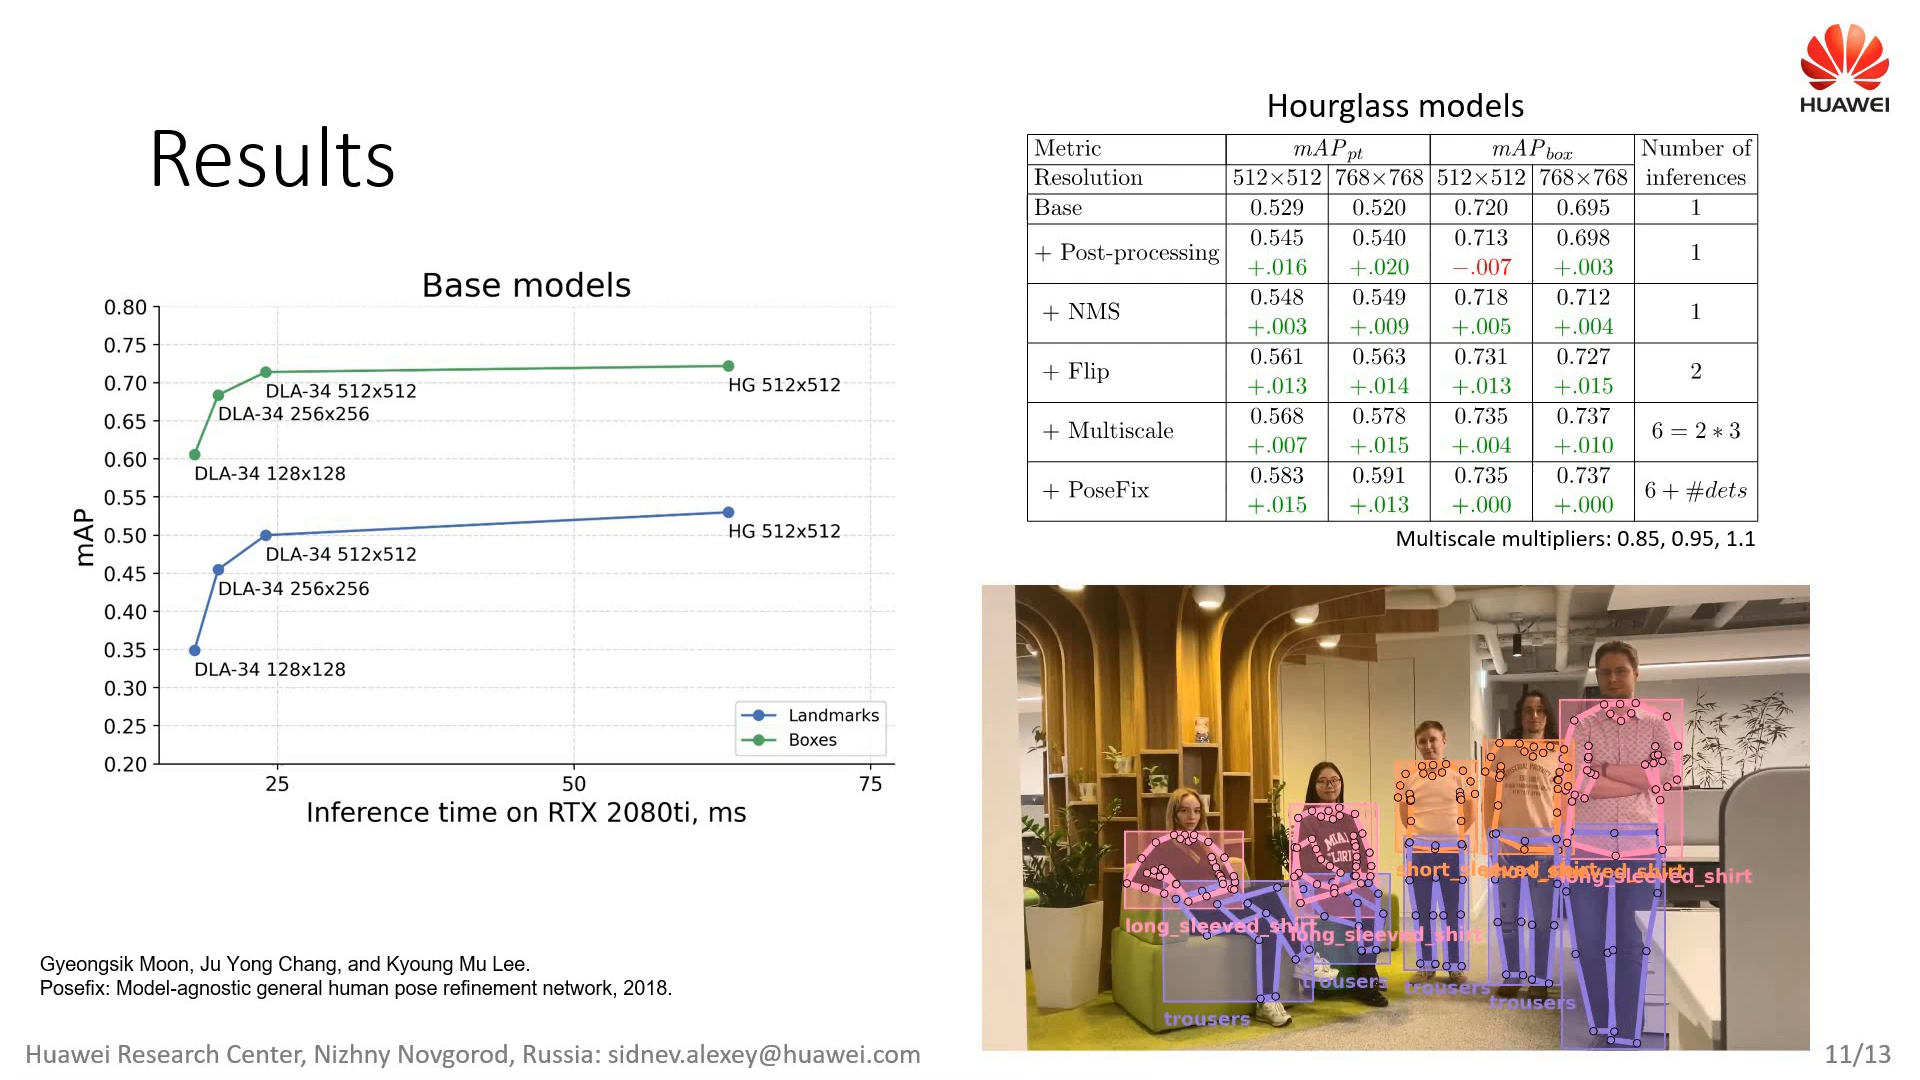 HUAWEI
Results
Base models
0.80
0.75
0.70
0.65
0.60
0.55
0.50
0.45
0.40
0.35
0.30
0.25
0.20
mAP
DLA-34 512x512
HG 512x512
DLA-34 256x256
DLA-34 128x128
HG 512x512
DLA-34 512x512
DLA-34 256x256
DLA-34 128x128
Landmarks
Boxes
25 50 75
Inference time on RTX 2080ti, ms
Hourglass models
Metric mAP_pt mAP_box Number of
Resolution 512×512 768×768 512×512 768×768 inferences
Base 0.529 0.520 0.720 0.695 1
0.545 0.540 0.713 0.698
+ Post-processing 1
+.016 +.020 −.007 +.003
0.548 0.549 0.718 0.712
+ NMS 1
+.003 +.009 +.005 +.004
0.561 0.563 0.731 0.727
+ Flip 2
+.013 +.014 +.013 +.015
0.568 0.578 0.735 0.737
+ Multiscale 6 = 2 * 3
+.007 +.015 +.004 +.010
0.583 0.591 0.735 0.737
+ PoseFix 6 + #dets
+.015 +.013 +.000 +.000
Multiscale multipliers: 0.85, 0.95, 1.1
short_sleeved_shirt
long_sleeved_shirt
long_sleeved_shirt
long_sleeved_shirt
trousers
trousers
trousers
trousers
Gyeongsik Moon, Ju Yong Chang, and Kyoung Mu Lee.
Posefix: Model-agnostic general human pose refinement network, 2018.
Huawei Research Center, Nizhny Novgorod, Russia: sidnev.alexey@huawei.com
11/13